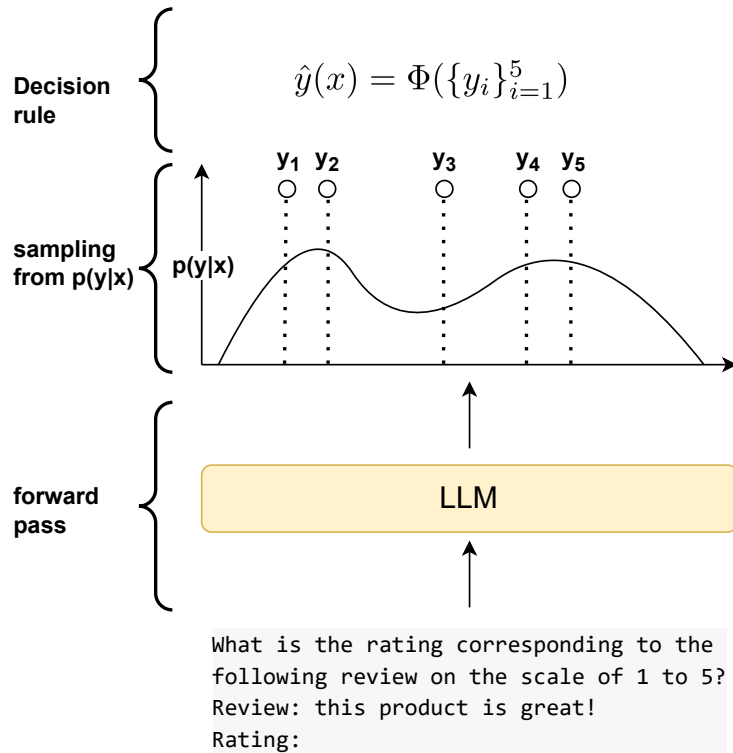 Decision
rule
ŷ(x) = Φ({y_i}_{i=1}^5)
y₁ y₂ y₃ y₄ y₅
sampling
from p(y|x)
p(y|x)
forward
pass
LLM
What is the rating corresponding to the
following review on the scale of 1 to 5?
Review: this product is great!
Rating: